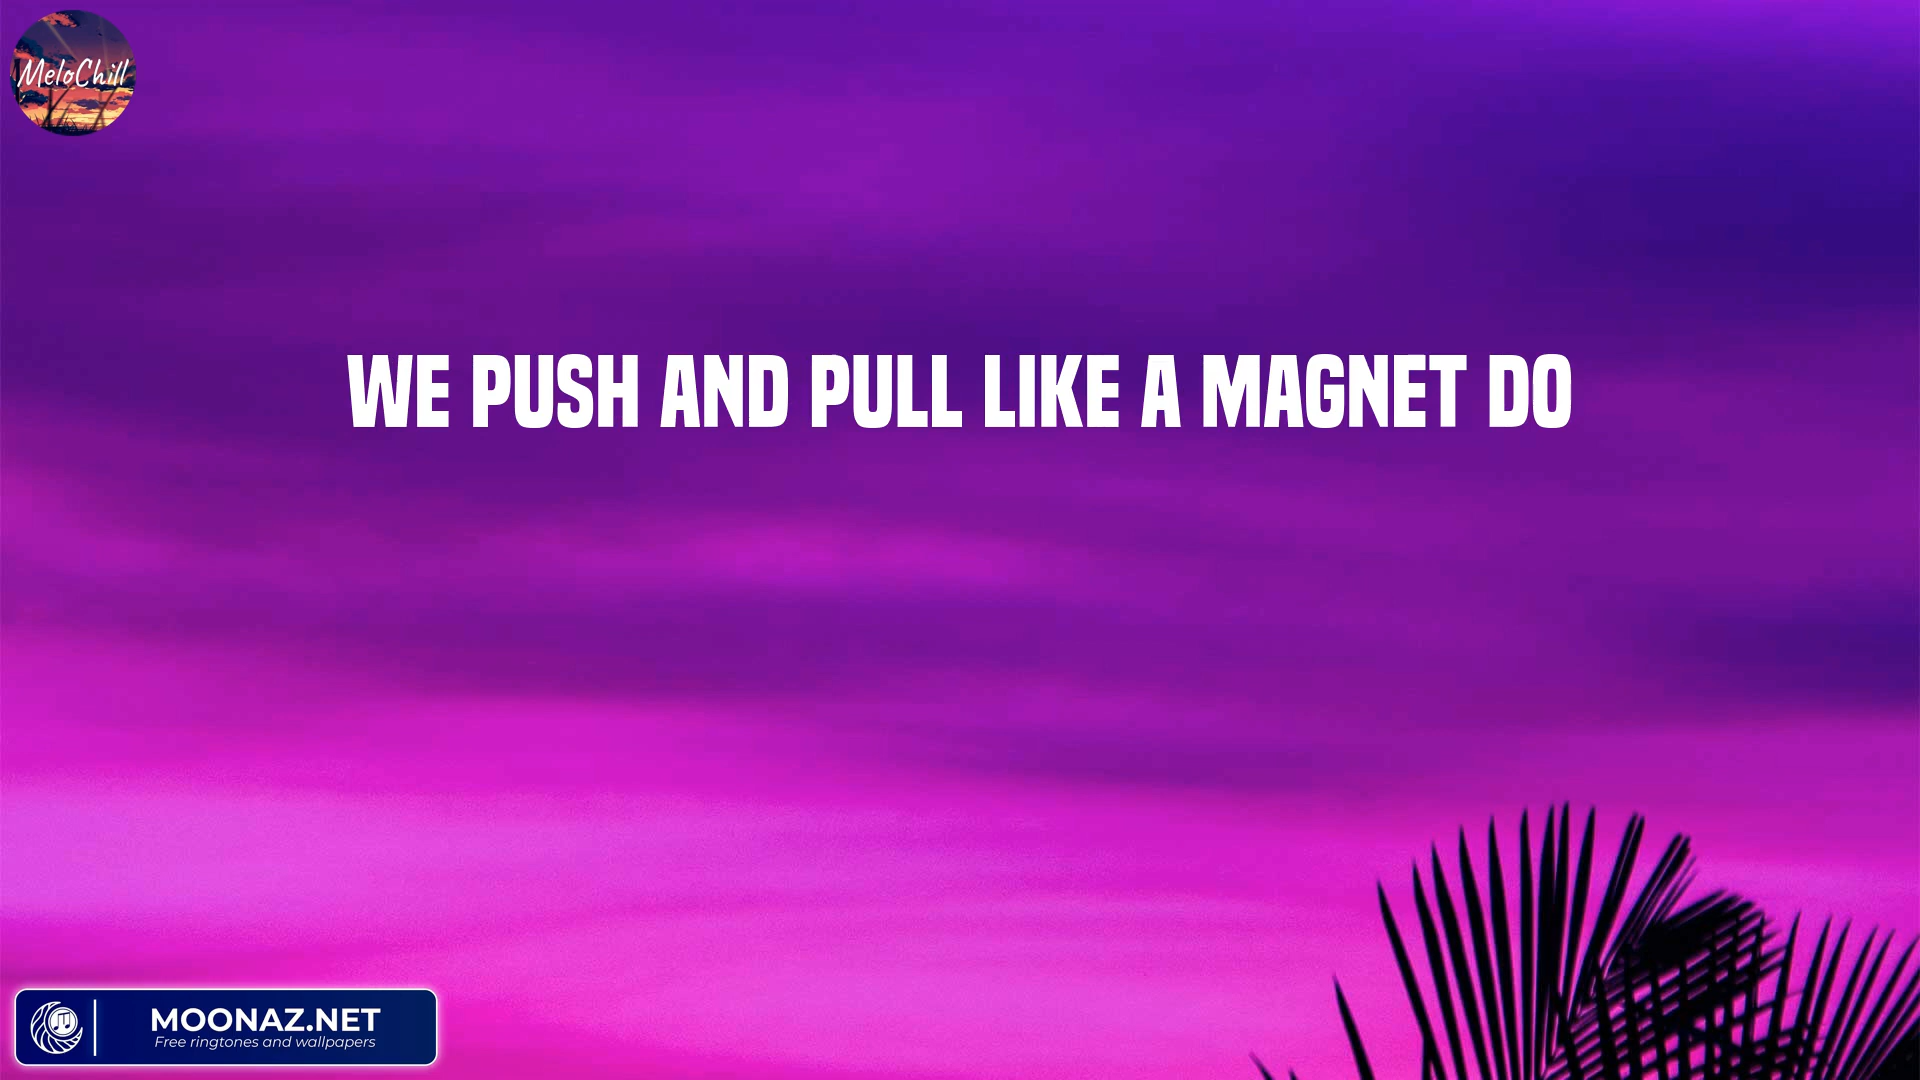 MeloChill
WE PUSH AND PULL LIKE A MAGNET DO
MOONAZ.NET
Free ringtones and wallpapers